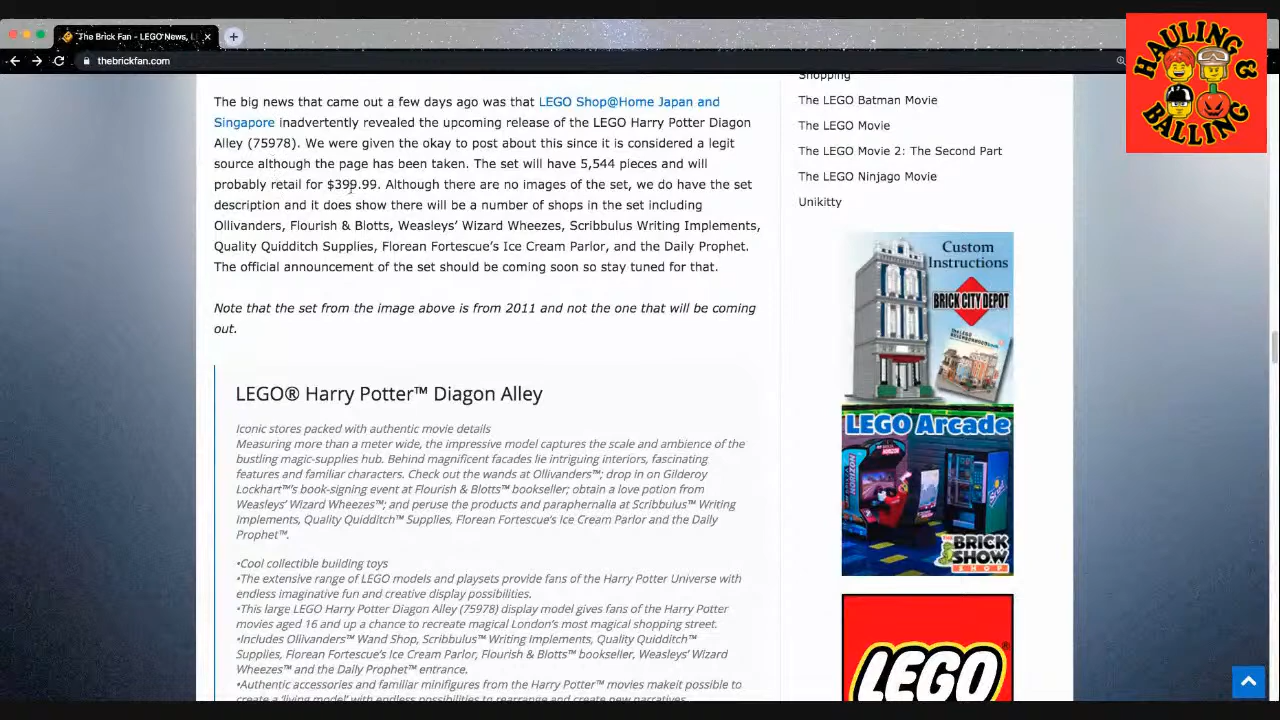 The Brick Fan - LEGO News, L
thebrickfan.com
HAULING &
BALLING
The big news that came out a few days ago was that LEGO Shop@Home Japan and
Singapore inadvertently revealed the upcoming release of the LEGO Harry Potter Diagon
Alley (75978). We were given the okay to post about this since it is considered a legit
source although the page has been taken. The set will have 5,544 pieces and will
probably retail for $399.99. Although there are no images of the set, we do have the set
description and it does show there will be a number of shops in the set including
Ollivanders, Flourish & Blotts, Weasleys’ Wizard Wheezes, Scribbulus Writing Implements,
Quality Quidditch Supplies, Florean Fortescue’s Ice Cream Parlor, and the Daily Prophet.
The official announcement of the set should be coming soon so stay tuned for that.
Note that the set from the image above is from 2011 and not the one that will be coming
out.
LEGO® Harry Potter™ Diagon Alley
Iconic stores packed with authentic movie details
Measuring more than a meter wide, the impressive model captures the scale and ambience of the
bustling magic-supplies hub. Behind magnificent facades lie intriguing interiors, fascinating
features and familiar characters. Check out the wands at Ollivanders™; drop in on Gilderoy
Lockhart™’s book-signing event at Flourish & Blotts™ bookseller; obtain a love potion from
Weasleys’ Wizard Wheezes™; and peruse the products and paraphernalia at Scribbulus™ Writing
Implements, Quality Quidditch™ Supplies, Florean Fortescue’s Ice Cream Parlor and the Daily
Prophet™.
•Cool collectible building toys
•The extensive range of LEGO models and playsets provide fans of the Harry Potter Universe with
endless imaginative fun and creative display possibilities.
•This large LEGO Harry Potter Diagon Alley (75978) display model gives fans of the Harry Potter
movies aged 16 and up a chance to recreate magical London’s most magical shopping street.
•Includes Ollivanders™ Wand Shop, Scribbulus™ Writing Implements, Quality Quidditch™
Supplies, Florean Fortescue’s Ice Cream Parlor, Flourish & Blotts™ bookseller, Weasleys’ Wizard
Wheezes™ and the Daily Prophet™ entrance.
•Authentic accessories and familiar minifigures from the Harry Potter™ movies makeit possible to
create a ‘living model’ with endless possibilities to rearrange and create new narratives.
Shopping
The LEGO Batman Movie
The LEGO Movie
The LEGO Movie 2: The Second Part
The LEGO Ninjago Movie
Unikitty
Custom
Instructions
BRICK CITY DEPOT
LEGO Arcade
THE BRICK SHOW
SHOP
LEGO
®